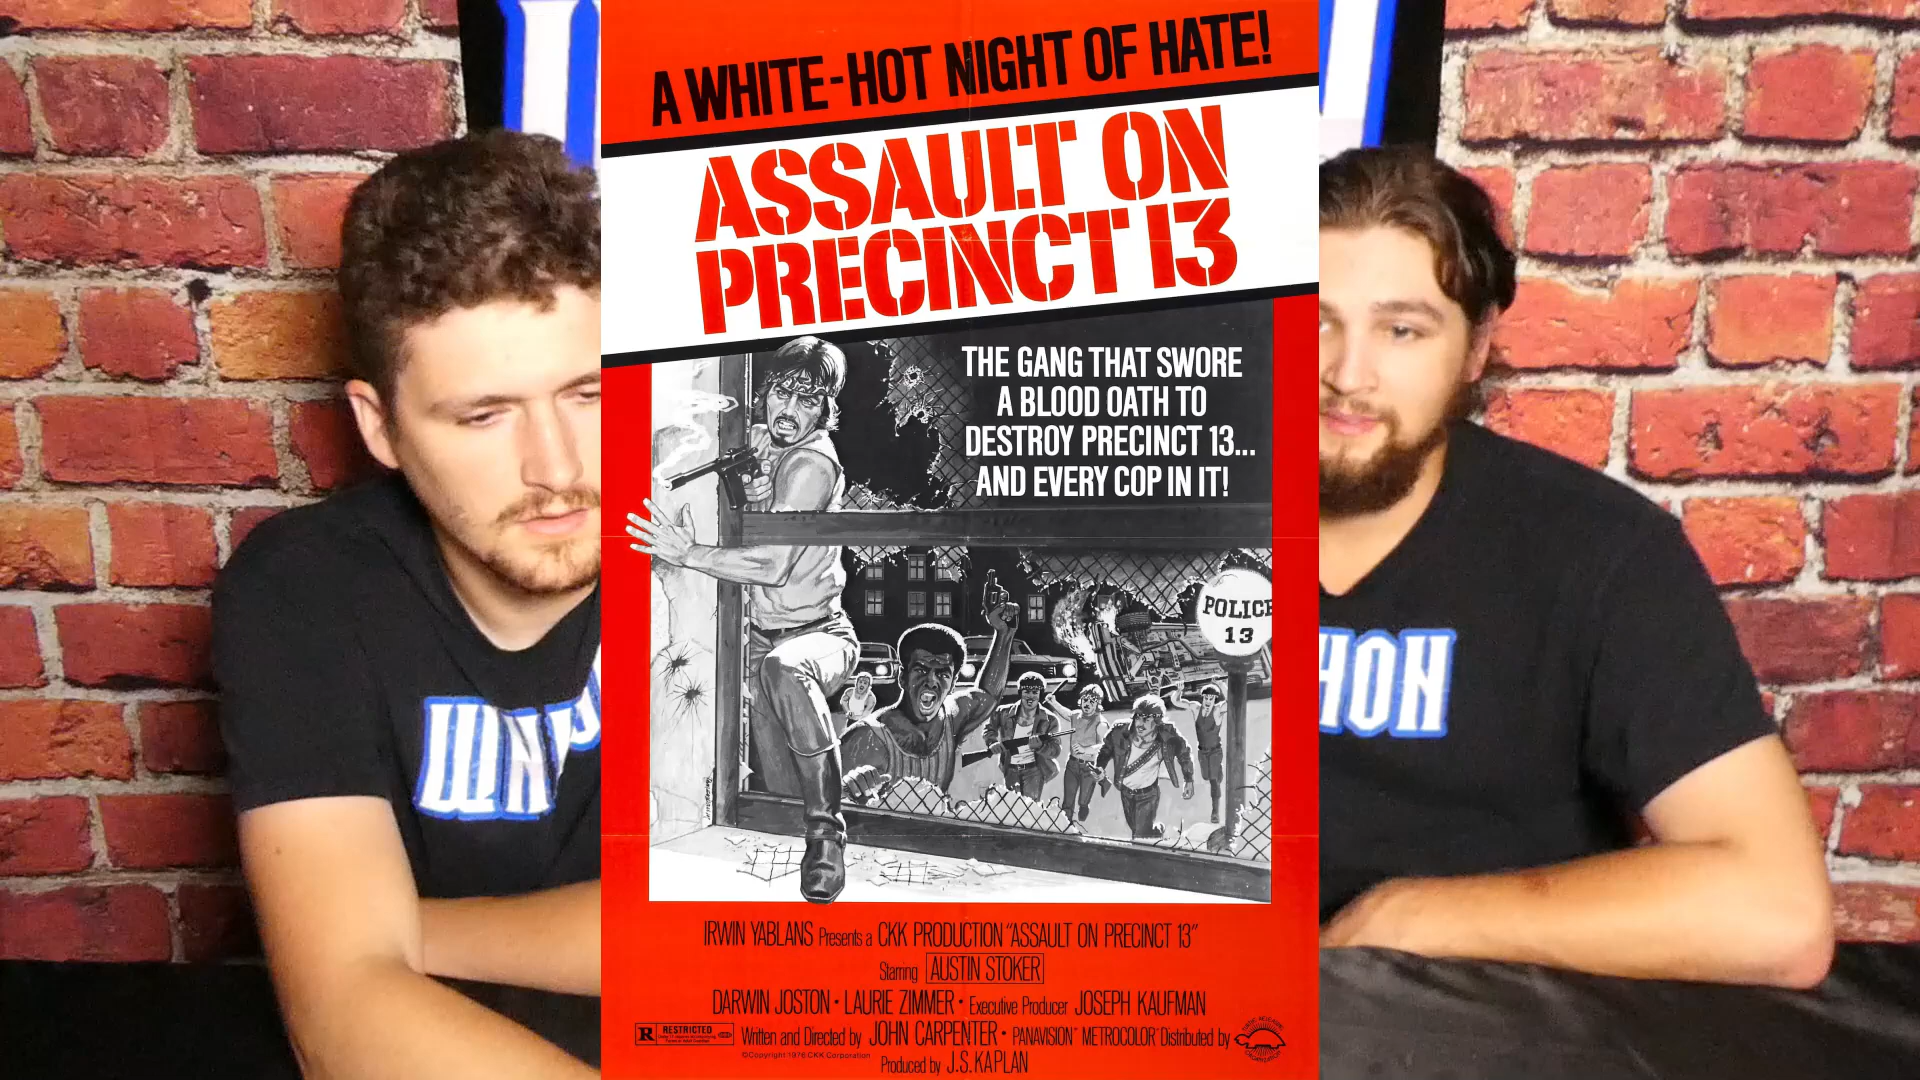 A WHITE-HOT NIGHT OF HATE!
ASSAULT ON
PRECINCT 13
THE GANG THAT SWORE
A BLOOD OATH TO
DESTROY PRECINCT 13...
AND EVERY COP IN IT!
POLICE
13
IRWIN YABLANS Presents a CKK PRODUCTION "ASSAULT ON PRECINCT 13"
Starring AUSTIN STOKER
DARWIN JOSTON • LAURIE ZIMMER • Executive Producer JOSEPH KAUFMAN
R RESTRICTED
Written and Directed by JOHN CARPENTER • PANAVISION® METROCOLOR® Distributed by
©Copyright 1976 CKK Corporation
Produced by J.S. KAPLAN